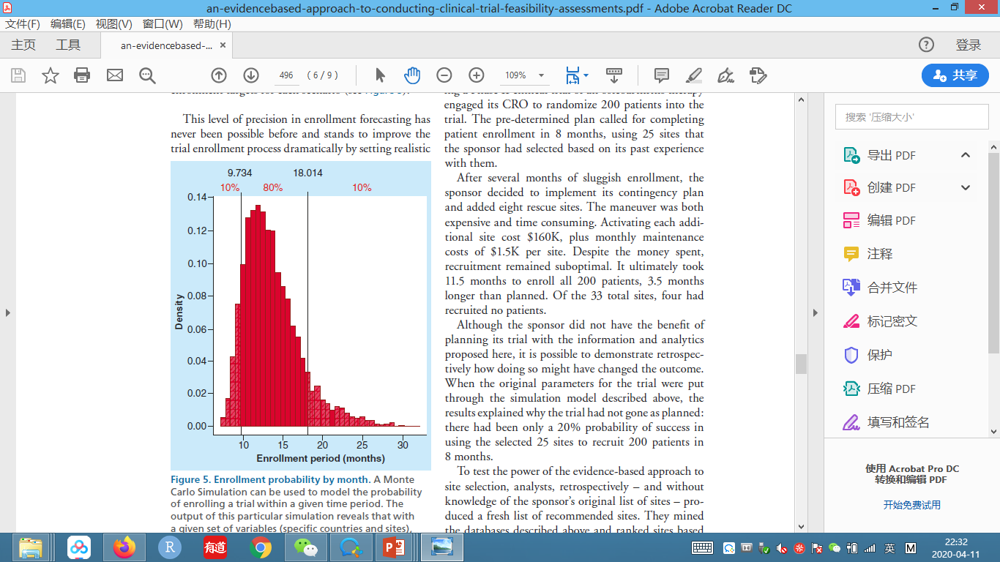 an-evidencebased-approach-to-conducting-clinical-trial-feasibility-assessments.pdf - Adobe Acrobat Reader DC
文件(F) 编辑(E) 视图(V) 窗口(W) 帮助(H)
主页 工具 an-evidencebased-... × 登录
496 (6 / 9) 109% 共享
This level of precision in enrollment forecasting has
never been possible before and stands to improve the
trial enrollment process dramatically by setting realistic
9.734 18.014
10% 80% 10%
0.14
0.12
0.10
0.08
0.06
0.04
0.02
0.00
Density
10 15 20 25 30
Enrollment period (months)
Figure 5. Enrollment probability by month. A Monte
Carlo Simulation can be used to model the probability
of enrolling a trial within a given time period. The
output of this particular simulation reveals that with
a given set of variables (specific countries and sites),
engaged its CRO to randomize 200 patients into the
trial. The pre-determined plan called for completing
patient enrollment in 8 months, using 25 sites that
the sponsor had selected based on its past experience
with them.
After several months of sluggish enrollment, the
sponsor decided to implement its contingency plan
and added eight rescue sites. The maneuver was both
expensive and time consuming. Activating each addi-
tional site cost $160K, plus monthly maintenance
costs of $1.5K per site. Despite the money spent,
recruitment remained suboptimal. It ultimately took
11.5 months to enroll all 200 patients, 3.5 months
longer than planned. Of the 33 total sites, four had
recruited no patients.
Although the sponsor did not have the benefit of
planning its trial with the information and analytics
proposed here, it is possible to demonstrate retrospec-
tively how doing so might have changed the outcome.
When the original parameters for the trial were put
through the simulation model described above, the
results explained why the trial had not gone as planned:
there had been only a 20% probability of success in
using the selected 25 sites to recruit 200 patients in
8 months.
To test the power of the evidence-based approach to
site selection, analysts, retrospectively – and without
knowledge of the sponsor's original list of sites – pro-
duced a fresh list of recommended sites. They mined
the databases described above and ranked sites based
搜索 '压缩大小'
导出 PDF
创建 PDF
编辑 PDF
注释
合并文件
标记密文
保护
压缩 PDF
填写和签名
使用 Acrobat Pro DC
转换和编辑 PDF
开始免费试用
R 有道 P 英 M 22:32
2020-04-11